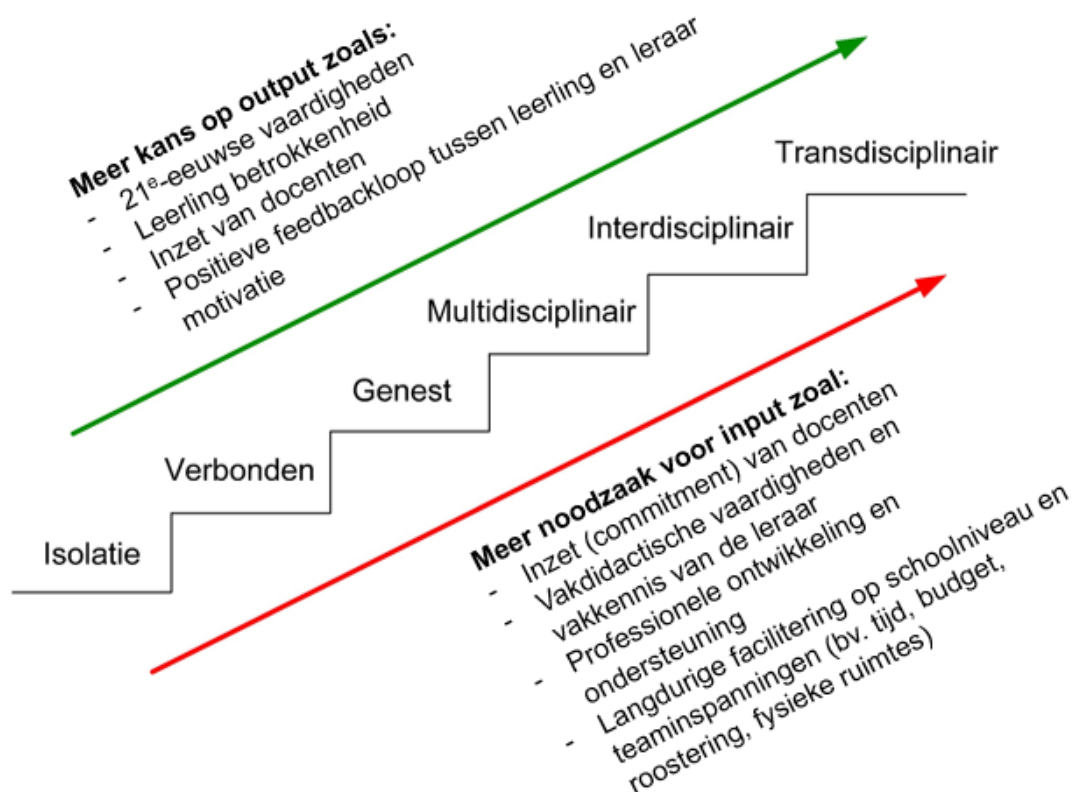 Meer kans op output zoals:
- 21e-eeuwse vaardigheden
- Leerling betrokkenheid
- Inzet van docenten
- Positieve feedbackloop tussen leerling en leraar
motivatie
Transdisciplinair
Interdisciplinair
Multidisciplinair
Genest
Verbonden
Isolatie
Meer noodzaak voor input zoal:
- Inzet (commitment) van docenten
- Vakdidactische vaardigheden en
vakkennis van de leraar
- Professionele ontwikkeling en
ondersteuning
- Langdurige facilitering op schoolniveau en
teaminspanningen (bv. tijd, budget,
roostering, fysieke ruimtes)